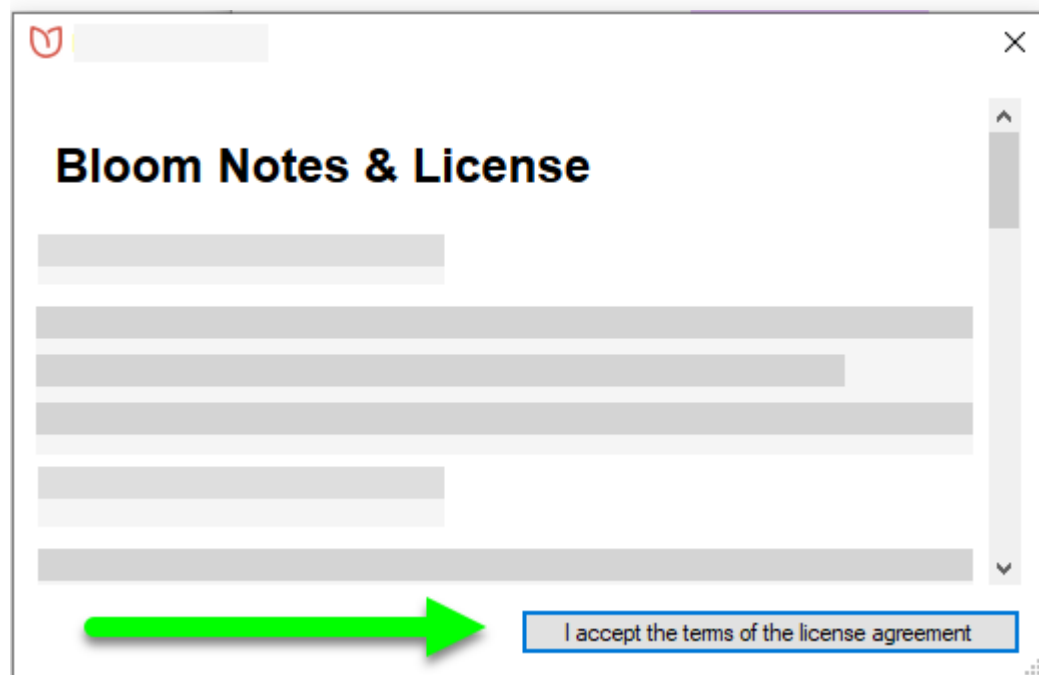 Bloom Notes & License
I accept the terms of the license agreement